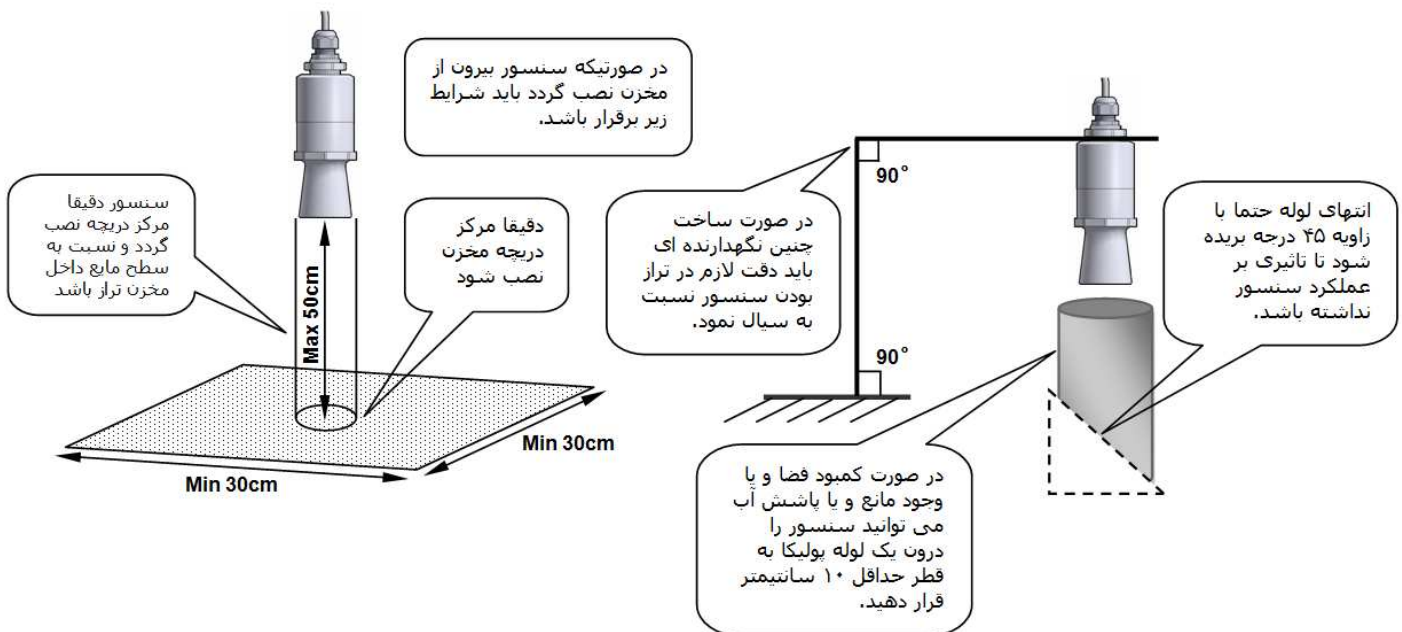 در صورتیکه سنسور بیرون از
مخزن نصب گردد باید شرایط
زیر برقرار باشد.
سنسور دقیقا
مرکز دریچه نصب
گردد و نسبت به
سطح مایع داخل
مخزن تراز باشد
دقیقا مرکز
دریچه مخزن
نصب شود
Max 50cm
Min 30cm
Min 30cm
در صورت ساخت
چنین نگهدارنده ای
باید دقت لازم در تراز
بودن سنسور نسبت
به سیال نمود.
90°
90°
انتهای لوله حتما با
زاویه ۴۵ درجه بریده
شود تا تاثیری بر
عملکرد سنسور
نداشته باشد.
در صورت کمبود فضا و یا
وجود مانع و یا پاشش آب
می توانید سنسور را
درون یک لوله پولیکا به
قطر حداقل ۱۰ سانتیمتر
قرار دهید.